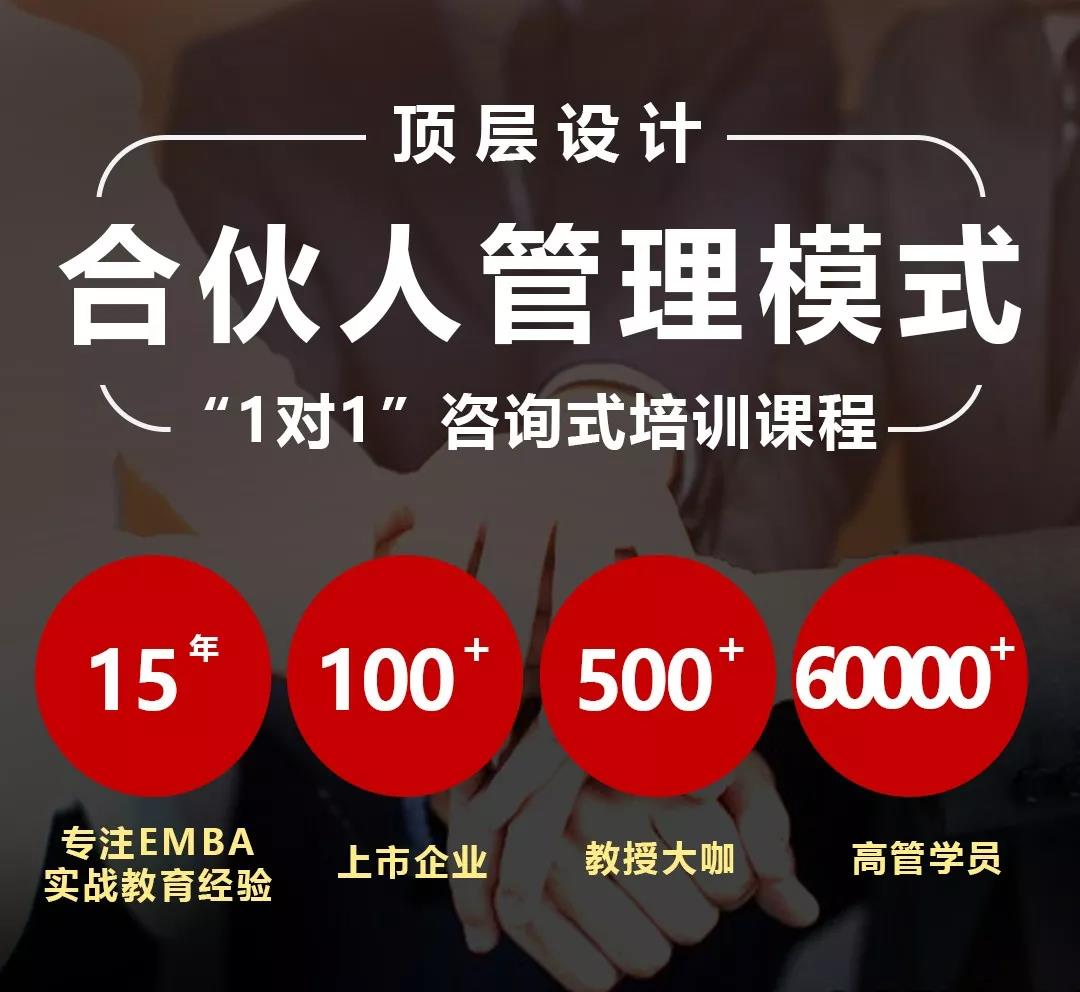 顶层设计
合伙人管理模式
“1对1”咨询式培训课程
15年
100+
500+
60000+
专注EMBA
实战教育经验
上市企业
教授大咖
高管学员